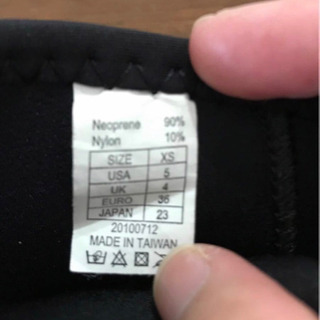 Neoprene 90%
Nylon 10%
SIZE XS
USA 5
UK 4
EURO 36
JAPAN 23
20100712
MADE IN TAIWAN